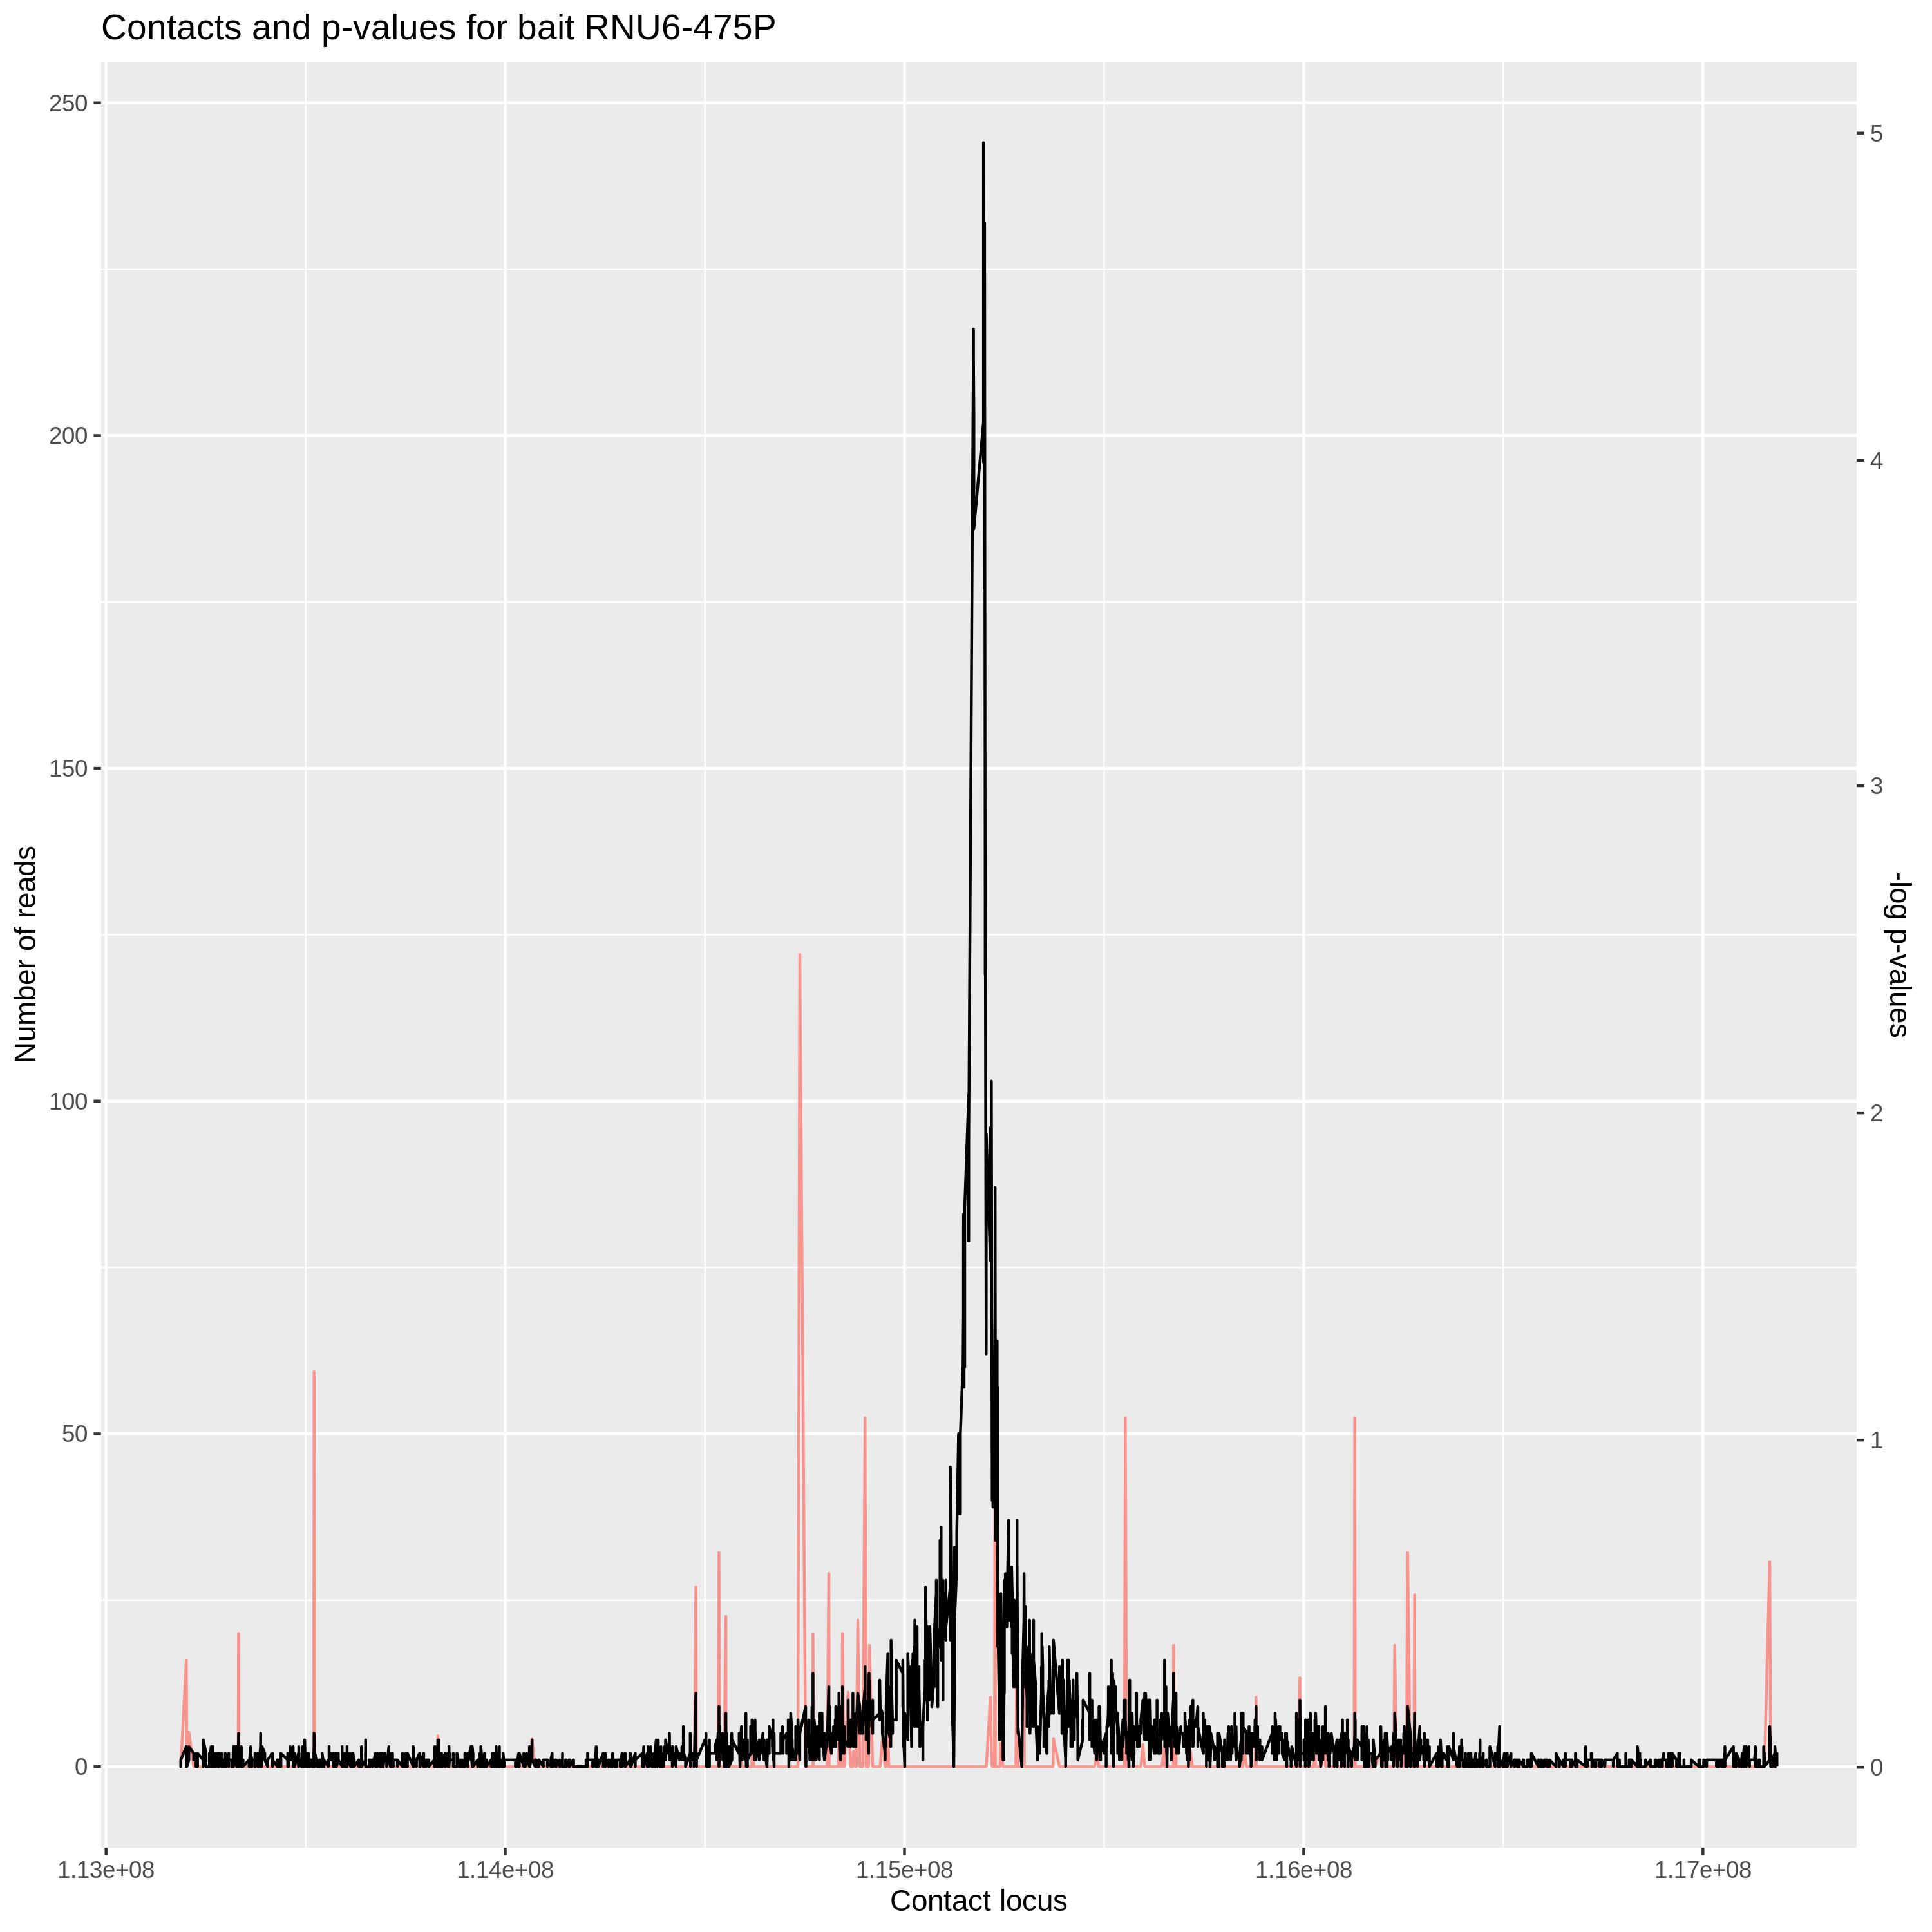 Contacts and p-values for bait RNU6-475P
250
200
150
100
50
0
Number of reads
5
4
3
2
1
0
-log p-values
1.13e+08
1.14e+08
1.15e+08
1.16e+08
1.17e+08
Contact locus